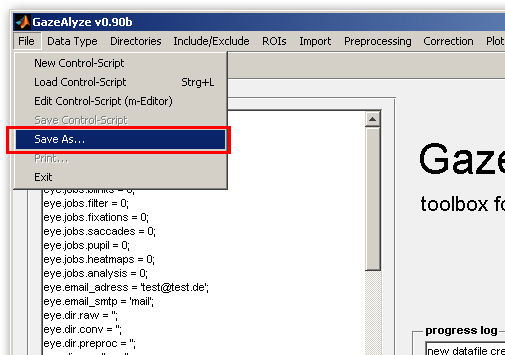 GazeAlyze v0.90b
File Data Type Directories Include/Exclude ROIs Import Preprocessing Correction Plot
New Control-Script
Load Control-Script Strg+L
Edit Control-Script (m-Editor)
Save Control-Script
Save As...
Print...
Exit
eye.jobs.blinks = 0;
eye.jobs.filter = 0;
eye.jobs.fixations = 0;
eye.jobs.saccades = 0;
eye.jobs.pupil = 0;
eye.jobs.heatmaps = 0;
eye.jobs.analysis = 0;
eye.email_adress = 'test@test.de';
eye.email_smtp = 'mail';
eye.dir.raw = '';
eye.dir.conv = '';
eye.dir.preproc = '';
Gaze
toolbox fo
progress log
new datafile cre